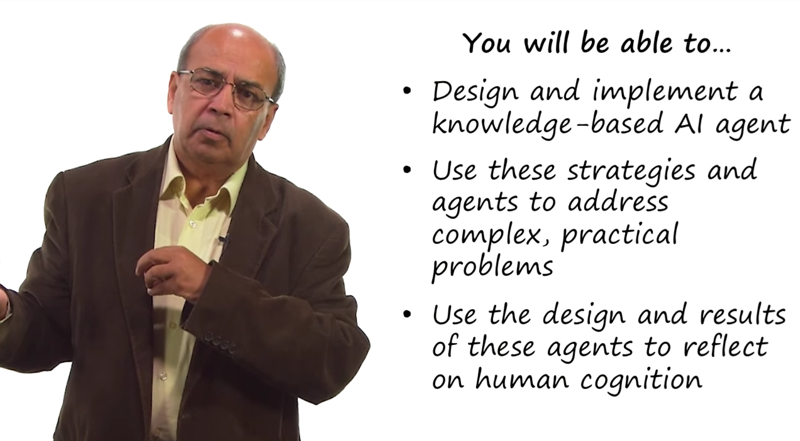 You will be able to...
• Design and implement a
knowledge-based AI agent
• Use these strategies and
agents to address
complex, practical
problems
• Use the design and results
of these agents to reflect
on human cognition